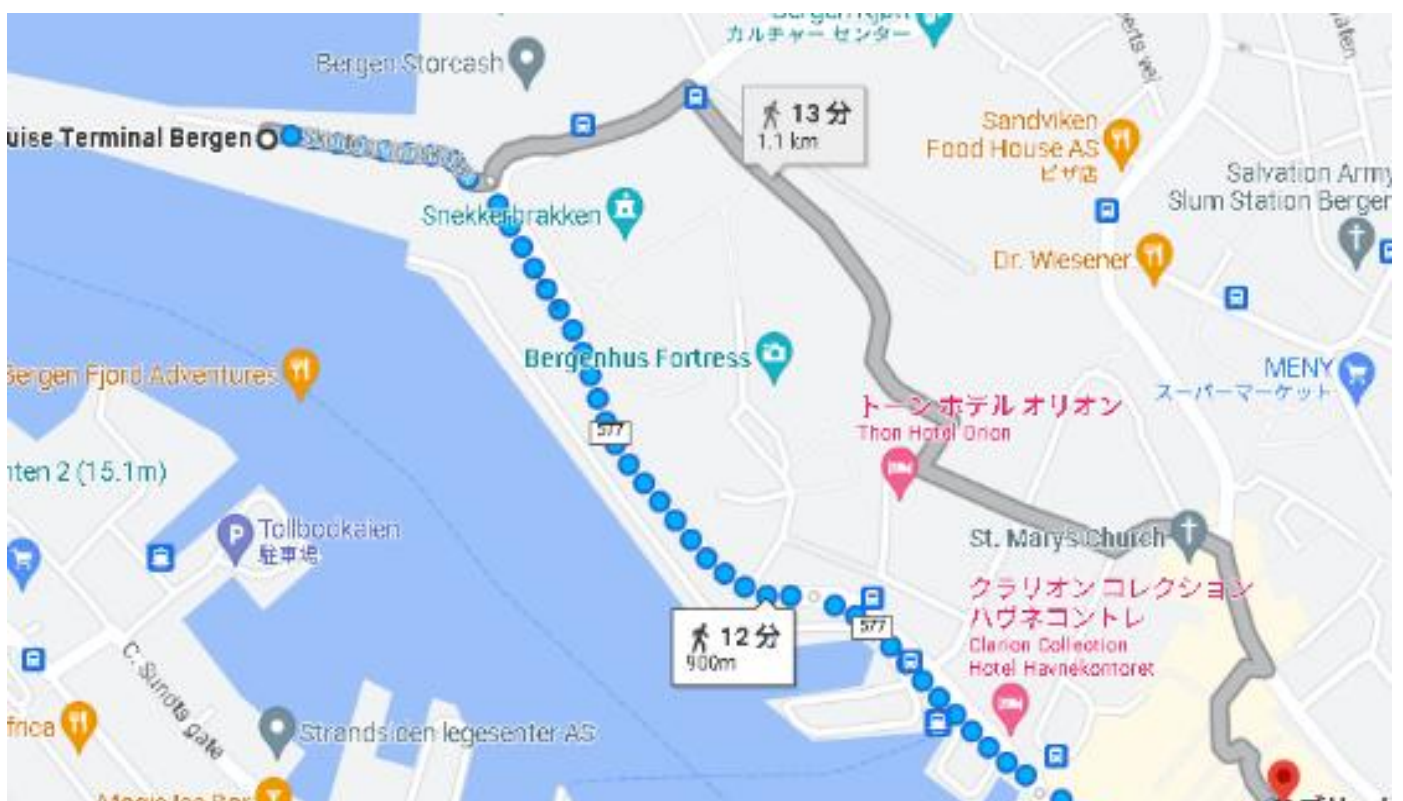 カルチャー センター
Bergen Storcash
13 分
1.1 km
uise Terminal Bergen
Sandviken
Food House AS
ピザ店
Salvation Army
Slum Station Bergen
Snekkerbrakken
Dr. Wiesener
Bergenhus Fortress
MENY
スーパーマーケット
ergen Fjord Adventures
トーン ホテル オリオン
Thon Hotel Orion
577
nten 2 (15.1m)
Tollbodkaien
駐車場
St. Mary's Church
クラリオン コレクション
ハヴネコントレ
Clarion Collection
Hotel Havnekontoret
577
12 分
900m
C. Sundts gate
frica
Strandsiden legesenter AS